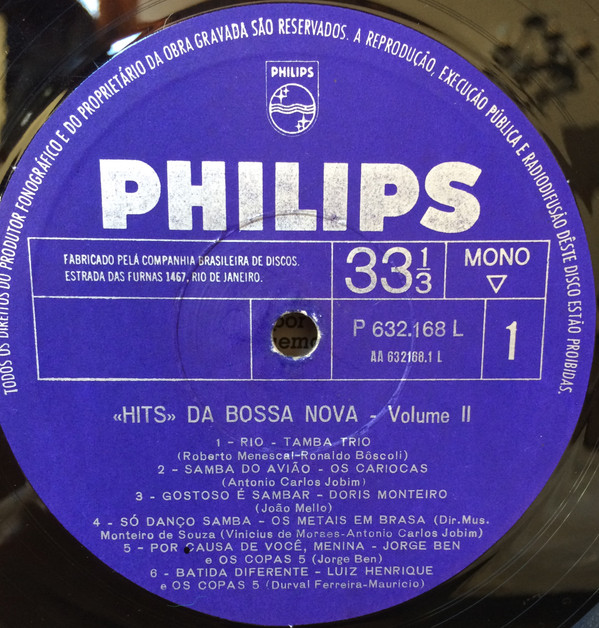 TODOS OS DIREITOS DO PRODUTOR FONOGRÁFICO E DO PROPRIETÁRIO DA OBRA GRAVADA SÃO RESERVADOS. A REPRODUÇÃO, EXECUÇÃO PÚBLICA E RADIODIFUSÃO DÊSTE DISCO ESTÃO PROIBIDAS.
PHILIPS
PHILIPS
FABRICADO PELA COMPANHIA BRASILEIRA DE DISCOS.
ESTRADA DAS FURNAS 1467, RIO DE JANEIRO.
33 1/3
MONO
P 632.168 L
AA 632168.1 L
1
por
«HITS» DA BOSSA NOVA - Volume II
1 - RIO - TAMBA TRIO
(Roberto Menescal-Ronaldo Bôscoli)
2 - SAMBA DO AVIÃO - OS CARIOCAS
(Antonio Carlos Jobim)
3 - GOSTOSO É SAMBAR - DORIS MONTEIRO
(João Mello)
4 - SÓ DANÇO SAMBA - OS METAIS EM BRASA (Dir.Mus.
Monteiro de Souza (Vinicius de Moraes-Antonio Carlos Jobim)
5 - POR CAUSA DE VOCÊ, MENINA - JORGE BEN
e OS COPAS 5 (Jorge Ben)
6 - BATIDA DIFERENTE - LUIZ HENRIQUE
e OS COPAS 5 (Durval Ferreira-Mauricio)